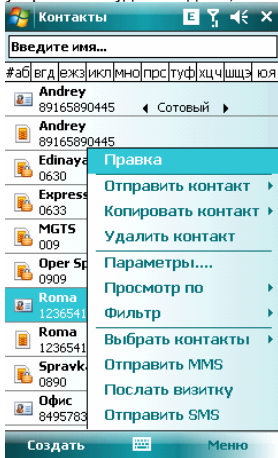 Контакты
Введите имя...
#аб вгд ежз икл мно прс туф хцч шщэ юя
Andrey
89165890445 Сотовый
Andrey
89165890445
Edinaya
0630
Express
0633
MGTS
009
Oper Sp
0909
Roma
1236541
Roma
1236541
Spravk
0890
Офис
8495783
Правка
Отправить контакт
Копировать контакт
Удалить контакт
Параметры....
Просмотр по
Фильтр
Выбрать контакты
Отправить MMS
Послать визитку
Отправить SMS
Создать Меню